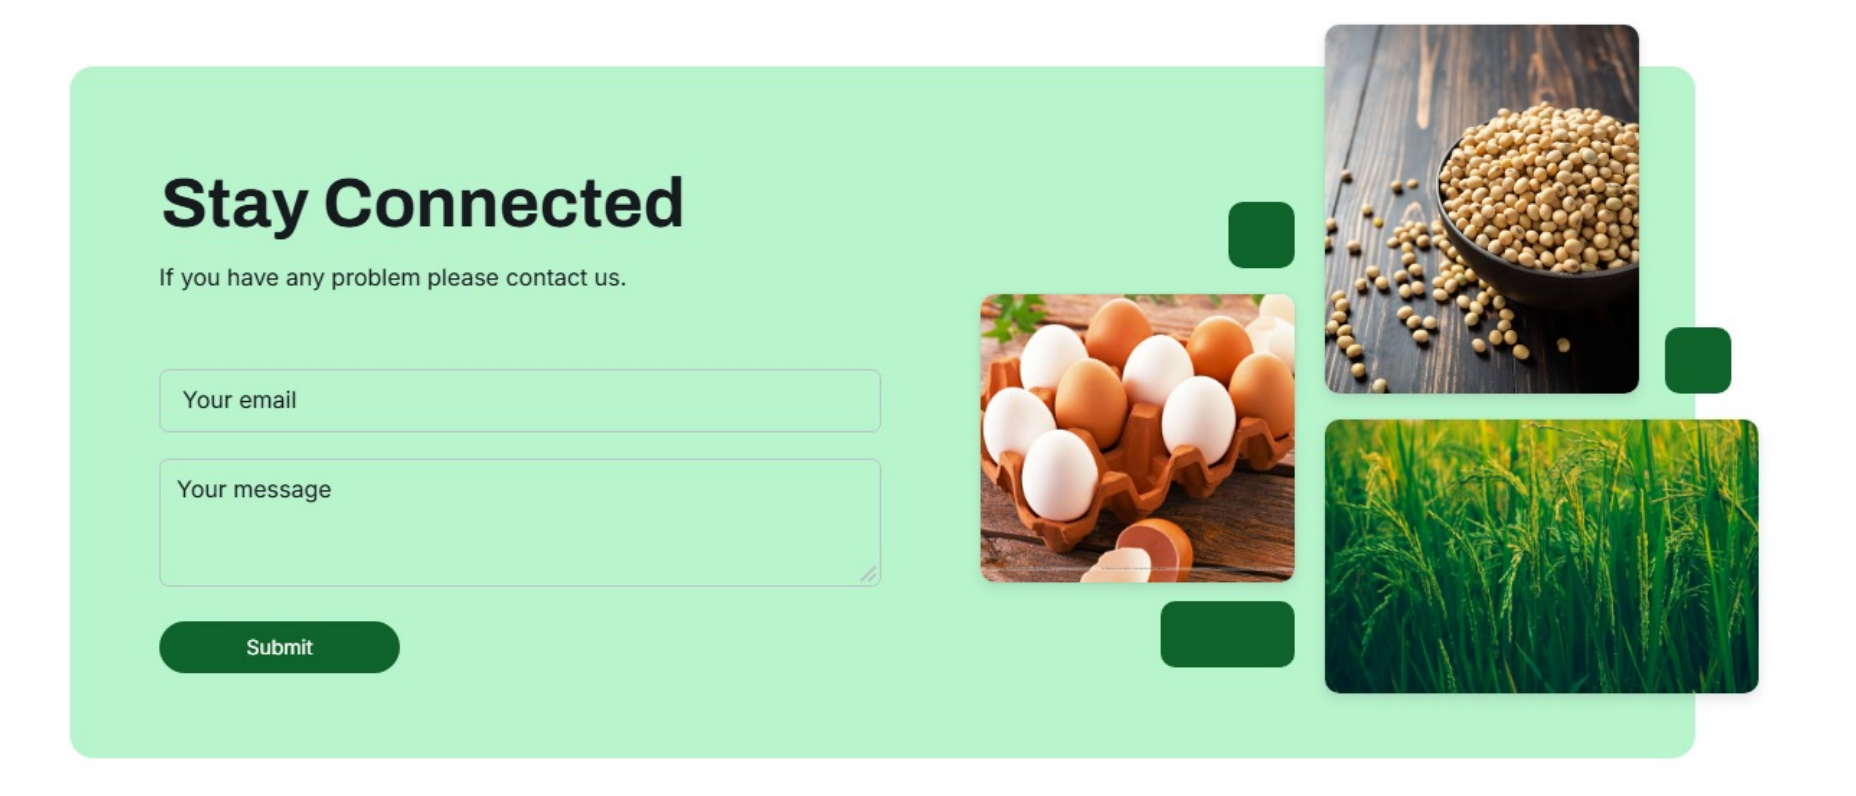 Stay Connected
If you have any problem please contact us.
Your email
Your message
Submit